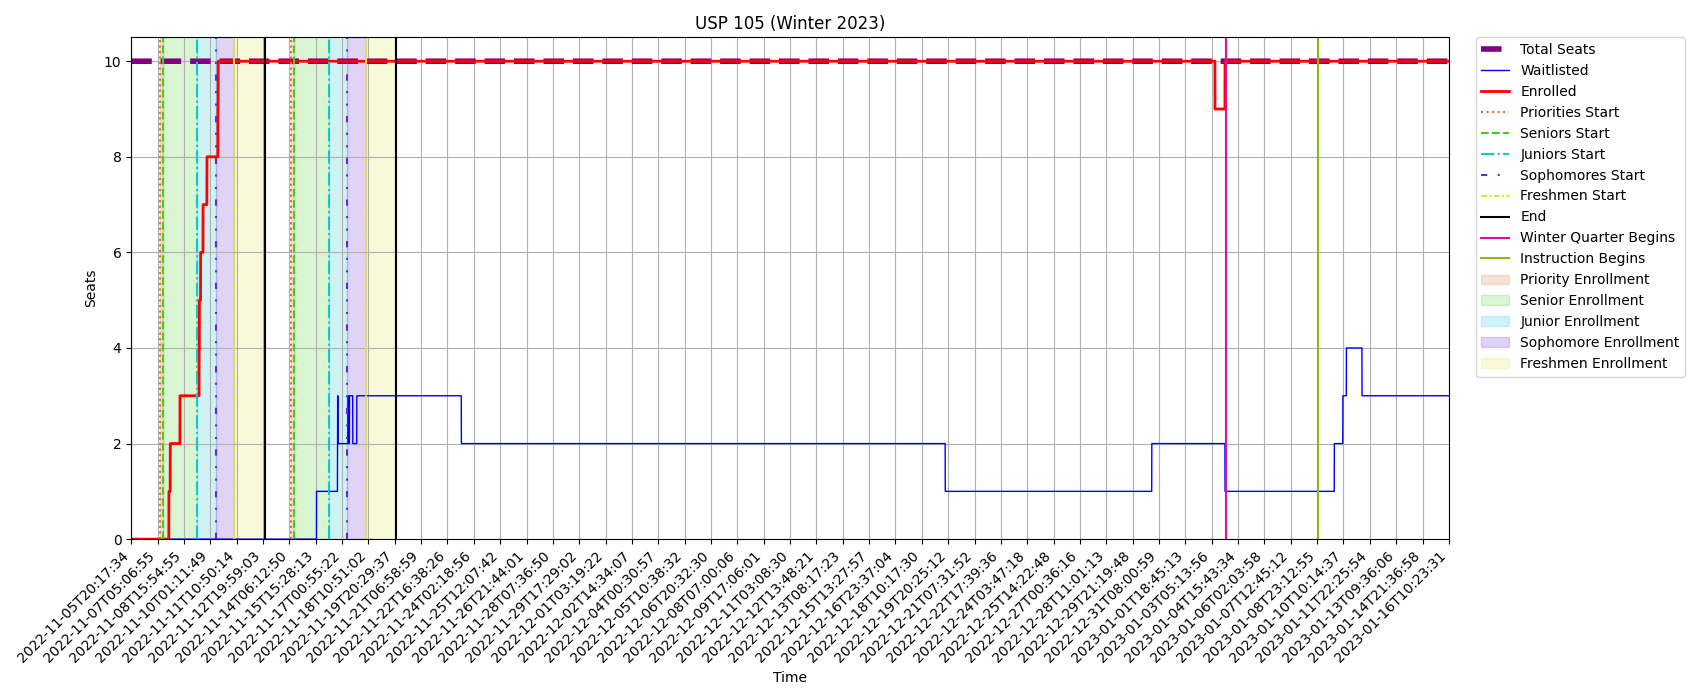 USP 105 (Winter 2023)
Seats
10
8
6
4
2
0
2022-11-05T20:17:34
2022-11-07T05:06:55
2022-11-08T15:54:55
2022-11-10T01:11:49
2022-11-11T10:50:14
2022-11-12T19:59:03
2022-11-14T06:12:50
2022-11-15T15:28:13
2022-11-17T00:55:22
2022-11-18T10:51:02
2022-11-19T20:29:37
2022-11-21T06:58:59
2022-11-22T16:38:26
2022-11-24T02:18:56
2022-11-25T12:07:42
2022-11-26T21:44:01
2022-11-28T07:36:50
2022-11-29T17:29:02
2022-12-01T03:19:22
2022-12-02T14:34:07
2022-12-04T00:30:57
2022-12-05T10:38:32
2022-12-06T20:32:30
2022-12-08T07:00:06
2022-12-09T17:06:01
2022-12-11T03:08:30
2022-12-12T13:48:21
2022-12-13T08:17:23
2022-12-15T13:27:57
2022-12-16T23:37:04
2022-12-18T10:17:30
2022-12-19T20:25:12
2022-12-21T07:31:52
2022-12-22T17:39:36
2022-12-24T03:47:18
2022-12-25T14:22:48
2022-12-27T00:36:16
2022-12-28T11:01:13
2022-12-29T21:19:48
2022-12-31T08:00:59
2023-01-01T18:45:13
2023-01-03T05:13:56
2023-01-04T15:43:34
2023-01-06T02:03:58
2023-01-07T12:45:12
2023-01-08T23:12:55
2023-01-10T10:14:37
2023-01-11T22:25:54
2023-01-13T09:36:06
2023-01-14T21:36:58
2023-01-16T10:23:31
Time
Total Seats
Waitlisted
Enrolled
Priorities Start
Seniors Start
Juniors Start
Sophomores Start
Freshmen Start
End
Winter Quarter Begins
Instruction Begins
Priority Enrollment
Senior Enrollment
Junior Enrollment
Sophomore Enrollment
Freshmen Enrollment